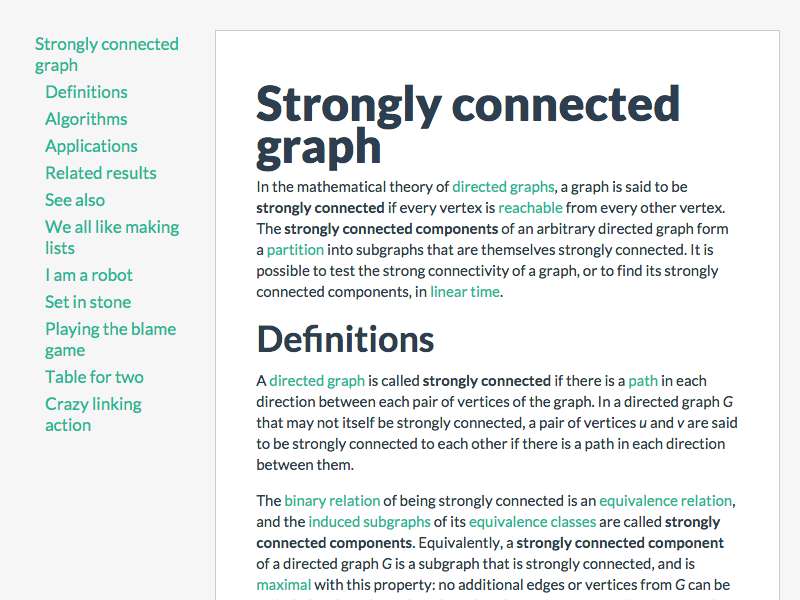 Strongly connected
graph
Definitions
Algorithms
Applications
Related results
See also
We all like making
lists
I am a robot
Set in stone
Playing the blame
game
Table for two
Crazy linking
action
Strongly connected
graph
In the mathematical theory of directed graphs, a graph is said to be
strongly connected if every vertex is reachable from every other vertex.
The strongly connected components of an arbitrary directed graph form
a partition into subgraphs that are themselves strongly connected. It is
possible to test the strong connectivity of a graph, or to find its strongly
connected components, in linear time.
Definitions
A directed graph is called strongly connected if there is a path in each
direction between each pair of vertices of the graph. In a directed graph G
that may not itself be strongly connected, a pair of vertices u and v are said
to be strongly connected to each other if there is a path in each direction
between them.
The binary relation of being strongly connected is an equivalence relation,
and the induced subgraphs of its equivalence classes are called strongly
connected components. Equivalently, a strongly connected component
of a directed graph G is a subgraph that is strongly connected, and is
maximal with this property: no additional edges or vertices from G can be